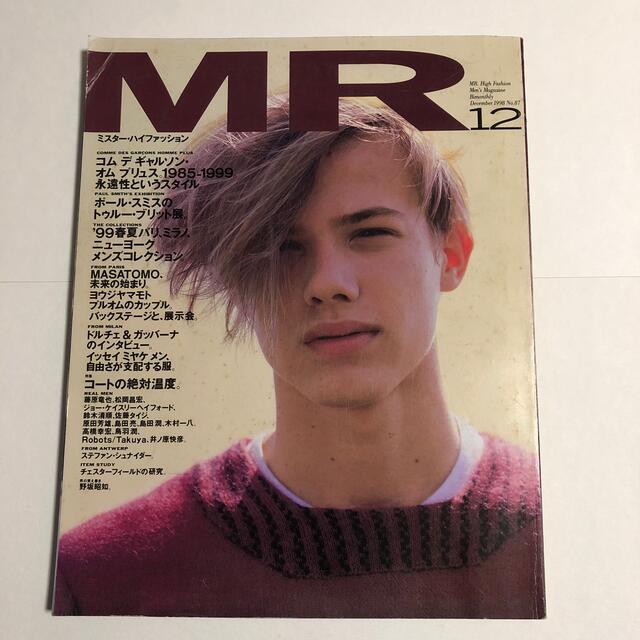 MR
MR. High Fashion
Men's Magazine
Bimonthly
December 1998 No.87
12
ミスター・ハイファッション
COMME DES GARÇONS HOMME PLUS
コム デ ギャルソン・
オム プリュス 1985-1999
永遠性というスタイル
PAUL SMITH'S EXHIBITION
ポール・スミスの
トゥルー・ブリット展。
THE COLLECTIONS
'99春夏パリ、ミラノ、
ニューヨーク
メンズコレクション
FROM PARIS
MASATOMO、
未来の始まり。
ヨウジヤマモト
プルオムのカップル。
バックステージと、展示会。
FROM MILAN
ドルチェ&ガッバーナ
のインタビュー。
イッセイ ミヤケ メン、
自由さが支配する服。
特集
コートの絶対温度。
REAL MEN
藤原竜也、松岡昌宏、
ジョー・ケイスリーヘイフォード、
鈴木清順、佐藤タイジ、
原田芳雄、島田亮、島田潤、木村一八、
高橋幸宏、鳥羽潤、
Robots/Takuya、井ノ原快彦。
FROM ANTWERP
ステファン・シュナイダー。
ITEM STUDY
チェスターフィールドの研究。
野坂昭如。